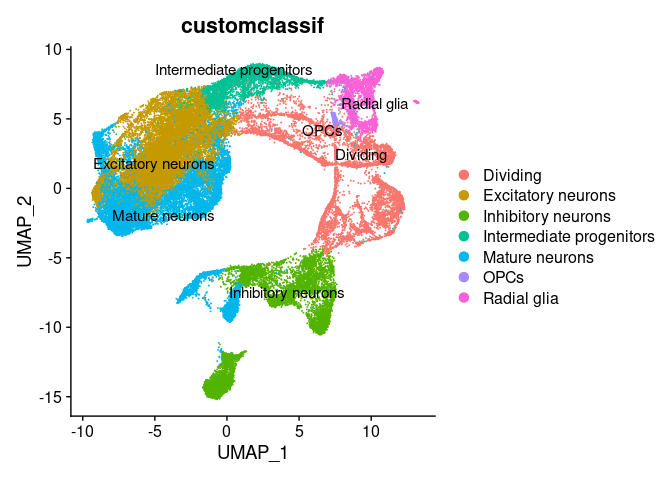 customclassif
10
5
0
-5
-10
-15
UMAP_2
Intermediate progenitors
Radial glia
OPCs
Dividing
Excitatory neurons
Mature neurons
Inhibitory neurons
-10
-5
0
5
10
UMAP_1
Dividing
Excitatory neurons
Inhibitory neurons
Intermediate progenitors
Mature neurons
OPCs
Radial glia